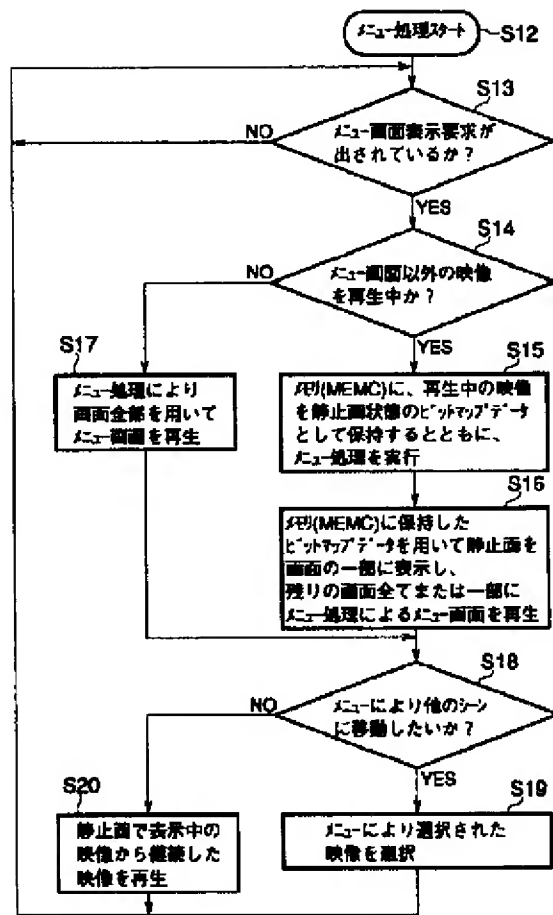 メニュー処理スタート
S12
S13
NO
メニュー画面表示要求が
出されているか？
YES
S14
NO
メニュー画面以外の映像
を再生中か？
YES
S17
メニュー処理により
画面全部を用いて
メニュー画面を再生
S15
メモリ(MEMC)に、再生中の映像
を静止画状態のビットマップデータ
として保持するとともに、
メニュー処理を実行
S16
メモリ(MEMC)に保持した
ビットマップデータを用いて静止画を
画面の一部に表示し、
残りの画面全てまたは一部に
メニュー処理によるメニュー画面を再生
S18
NO
メニューにより他のシーン
に移動したいか？
YES
S20
静止画で表示中の
映像から継続した
映像を再生
S19
メニューにより選択された
映像を選択